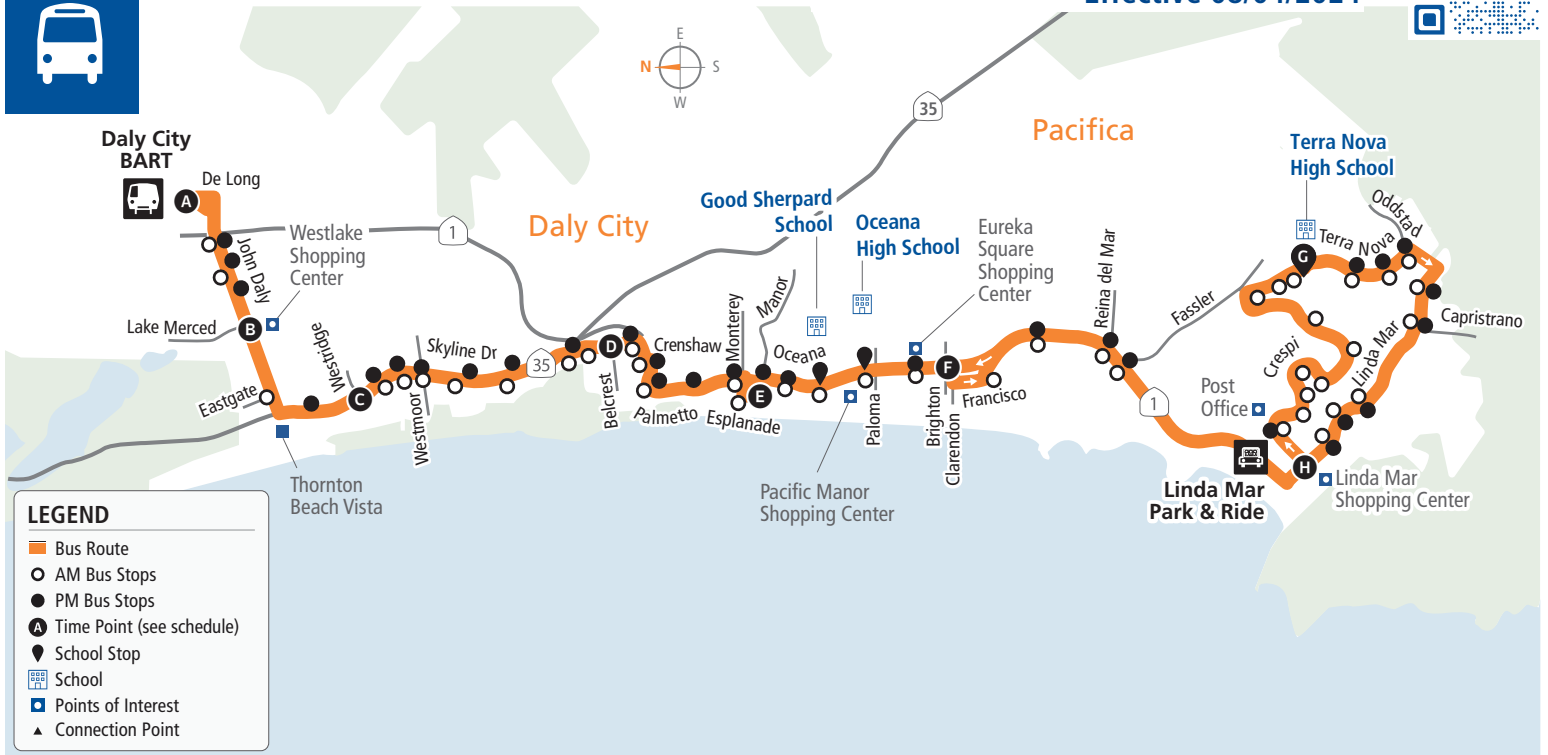 Effective 08/04/2024
E
N
S
W
35
Pacifica
Daly City
BART
De Long
A
Terra Nova
High School
Good Sherpard
School
Daly City
Oceana
High School
Eureka
Square
Shopping
Center
Oddstad
Terra Nova
G
1
Westlake
Shopping
Center
John Daly
Reina del Mar
Fassler
Manor
Monterey
Lake Merced
B
Westridge
Skyline Dr
35
D
Crenshaw
Oceana
Capristrano
Linda Mar
Crespi
F
Francisco
Eastgate
C
Westmoor
Belcrest
Palmetto
Esplanade
E
Paloma
Brighton
Clarendon
1
Post
Office
H
Thornton
Beach Vista
Pacific Manor
Shopping Center
Linda Mar
Park & Ride
Linda Mar
Shopping Center
LEGEND
Bus Route
AM Bus Stops
PM Bus Stops
A Time Point (see schedule)
School Stop
School
Points of Interest
Connection Point